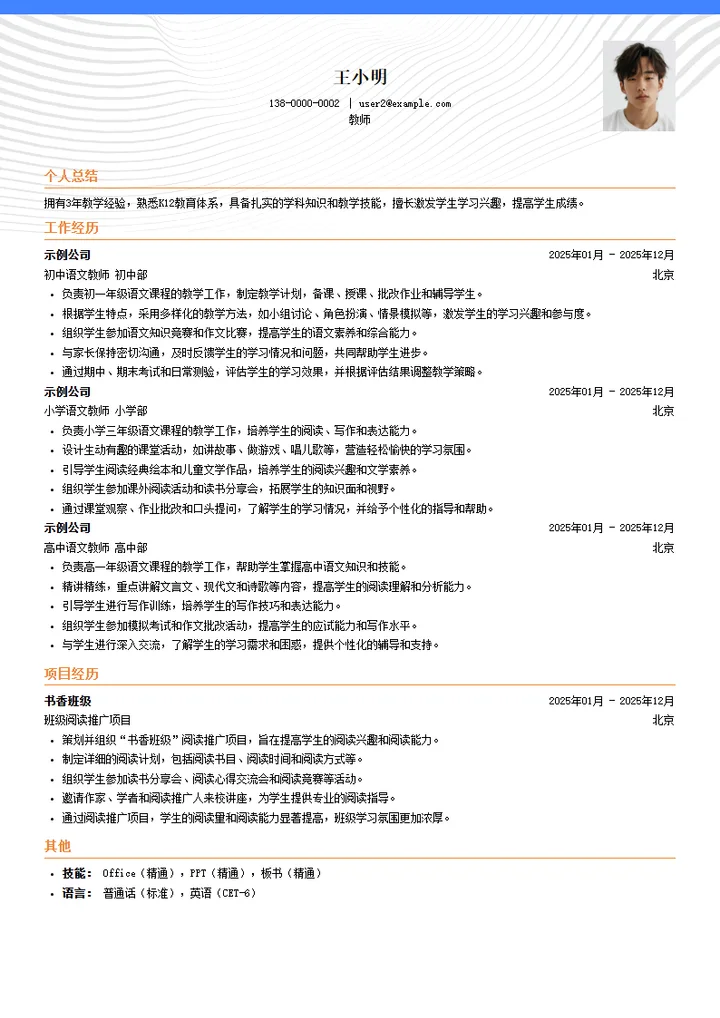 王小明
138-0000-0002 | user2@example.com
教师
个人总结
拥有3年教学经验，熟悉K12教育体系，具备扎实的学科知识和教学技能，擅长激发学生学习兴趣，提高学生成绩。
工作经历
示例公司 2025年01月 - 2025年12月
初中语文教师 初中部 北京
• 负责初一年级语文课程的教学工作，制定教学计划，备课、授课、批改作业和辅导学生。
• 根据学生特点，采用多样化的教学方法，如小组讨论、角色扮演、情景模拟等，激发学生的学习兴趣和参与度。
• 组织学生参加语文知识竞赛和作文比赛，提高学生的语文素养和综合能力。
• 与家长保持密切沟通，及时反馈学生的学习情况和问题，共同帮助学生进步。
• 通过期中、期末考试和日常测验，评估学生的学习效果，并根据评估结果调整教学策略。
示例公司 2025年01月 - 2025年12月
小学语文教师 小学部 北京
• 负责小学三年级语文课程的教学工作，培养学生的阅读、写作和表达能力。
• 设计生动有趣的课堂活动，如讲故事、做游戏、唱儿歌等，营造轻松愉快的学习氛围。
• 引导学生阅读经典绘本和儿童文学作品，培养学生的阅读兴趣和文学素养。
• 组织学生参加课外阅读活动和读书分享会，拓展学生的知识面和视野。
• 通过课堂观察、作业批改和口头提问，了解学生的学习情况，并给予个性化的指导和帮助。
示例公司 2025年01月 - 2025年12月
高中语文教师 高中部 北京
• 负责高一年级语文课程的教学工作，帮助学生掌握高中语文知识和技能。
• 精讲精练，重点讲解文言文、现代文和诗歌等内容，提高学生的阅读理解和分析能力。
• 引导学生进行写作训练，培养学生的写作技巧和表达能力。
• 组织学生参加模拟考试和作文批改活动，提高学生的应试能力和写作水平。
• 与学生进行深入交流，了解学生的学习需求和困惑，提供个性化的辅导和支持。
项目经历
书香班级 2025年01月 - 2025年12月
班级阅读推广项目 北京
• 策划并组织“书香班级”阅读推广项目，旨在提高学生的阅读兴趣和阅读能力。
• 制定详细的阅读计划，包括阅读书目、阅读时间和阅读方式等。
• 组织学生参加读书分享会、阅读心得交流会和阅读竞赛等活动。
• 邀请作家、学者和阅读推广人来校讲座，为学生提供专业的阅读指导。
• 通过阅读推广项目，学生的阅读量和阅读能力显著提高，班级学习氛围更加浓厚。
其他
• 技能： Office（精通），PPT（精通），板书（精通）
• 语言： 普通话（标准），英语（CET-6）